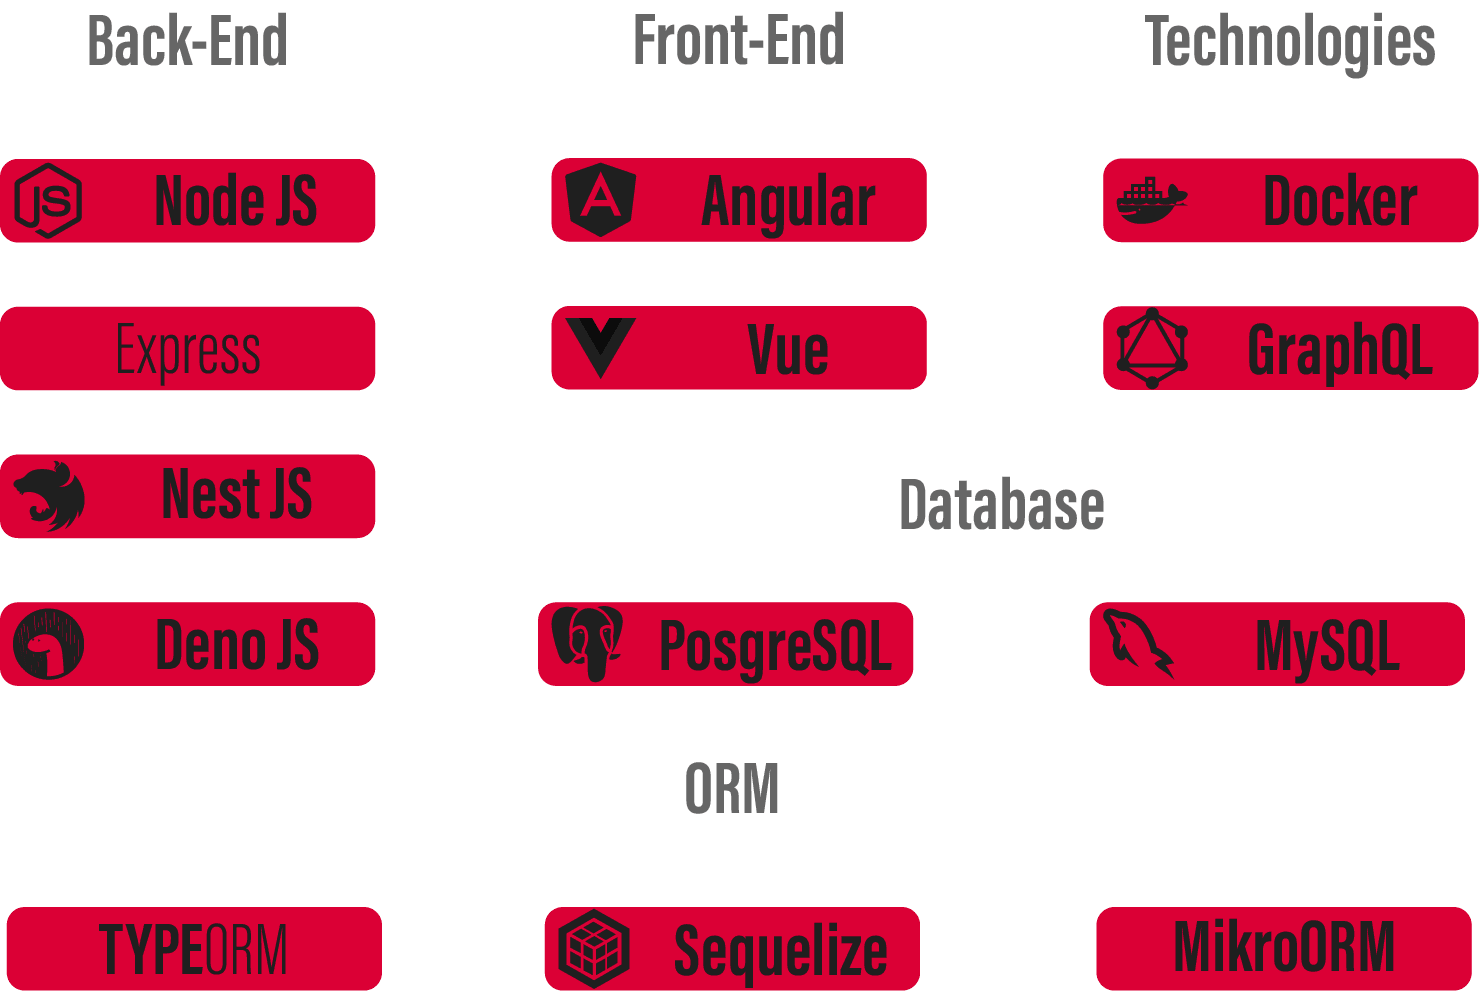 Back-End
Front-End
Technologies
Node JS
Angular
Docker
Express
Vue
GraphQL
Nest JS
Database
Deno JS
PosgreSQL
MySQL
ORM
TYPEORM
Sequelize
MikroORM